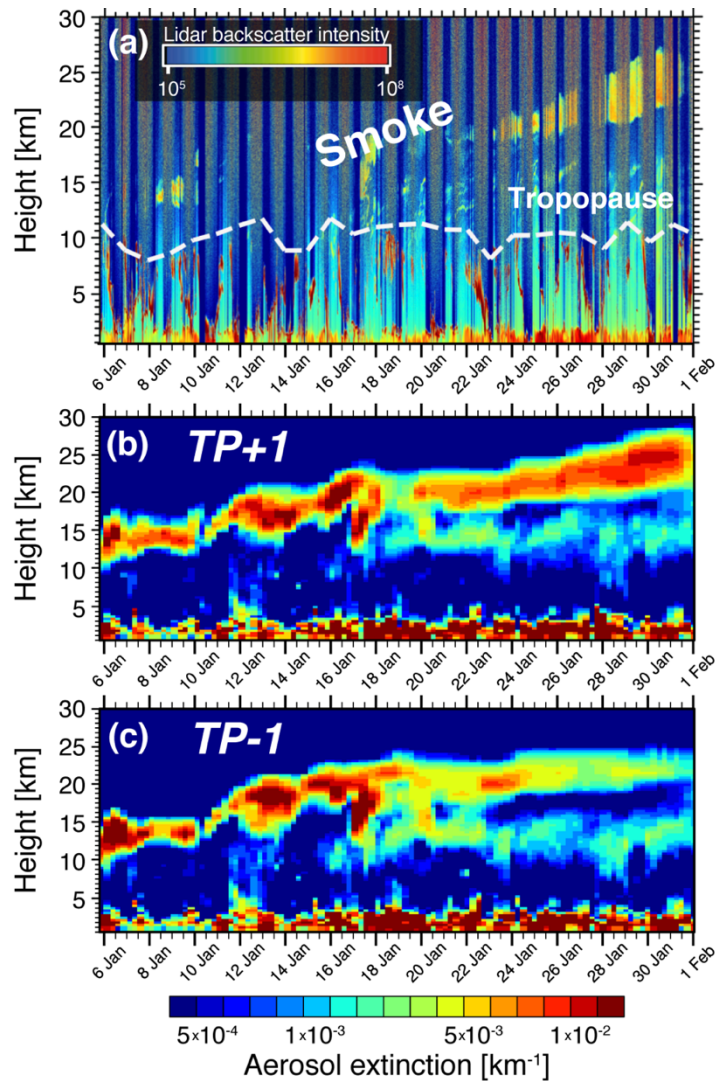 (a)
Lidar backscatter intensity
10⁵ 10⁸
Smoke
Tropopause
Height [km]
30
25
20
15
10
5
6 Jan 8 Jan 10 Jan 12 Jan 14 Jan 16 Jan 18 Jan 20 Jan 22 Jan 24 Jan 26 Jan 28 Jan 30 Jan 1 Feb
(b) TP+1
Height [km]
30
25
20
15
10
5
6 Jan 8 Jan 10 Jan 12 Jan 14 Jan 16 Jan 18 Jan 20 Jan 22 Jan 24 Jan 26 Jan 28 Jan 30 Jan 1 Feb
(c) TP-1
Height [km]
30
25
20
15
10
5
6 Jan 8 Jan 10 Jan 12 Jan 14 Jan 16 Jan 18 Jan 20 Jan 22 Jan 24 Jan 26 Jan 28 Jan 30 Jan 1 Feb
5×10⁻⁴ 1×10⁻³ 5×10⁻³ 1×10⁻²
Aerosol extinction [km⁻¹]